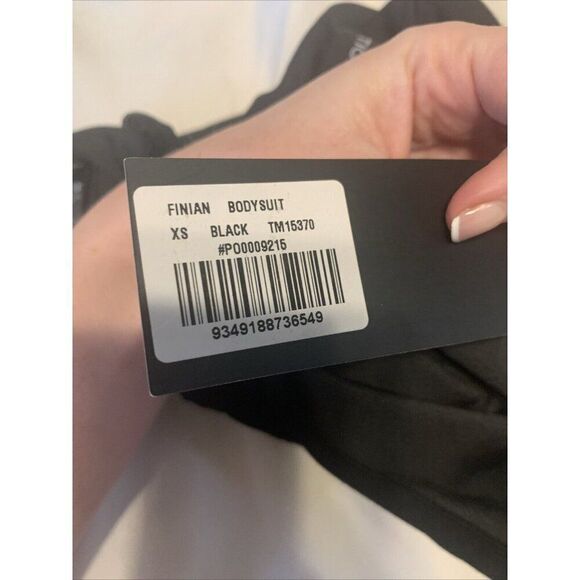 FINIAN BODYSUIT
XS BLACK TM15370
#PO0009215
9349188736549